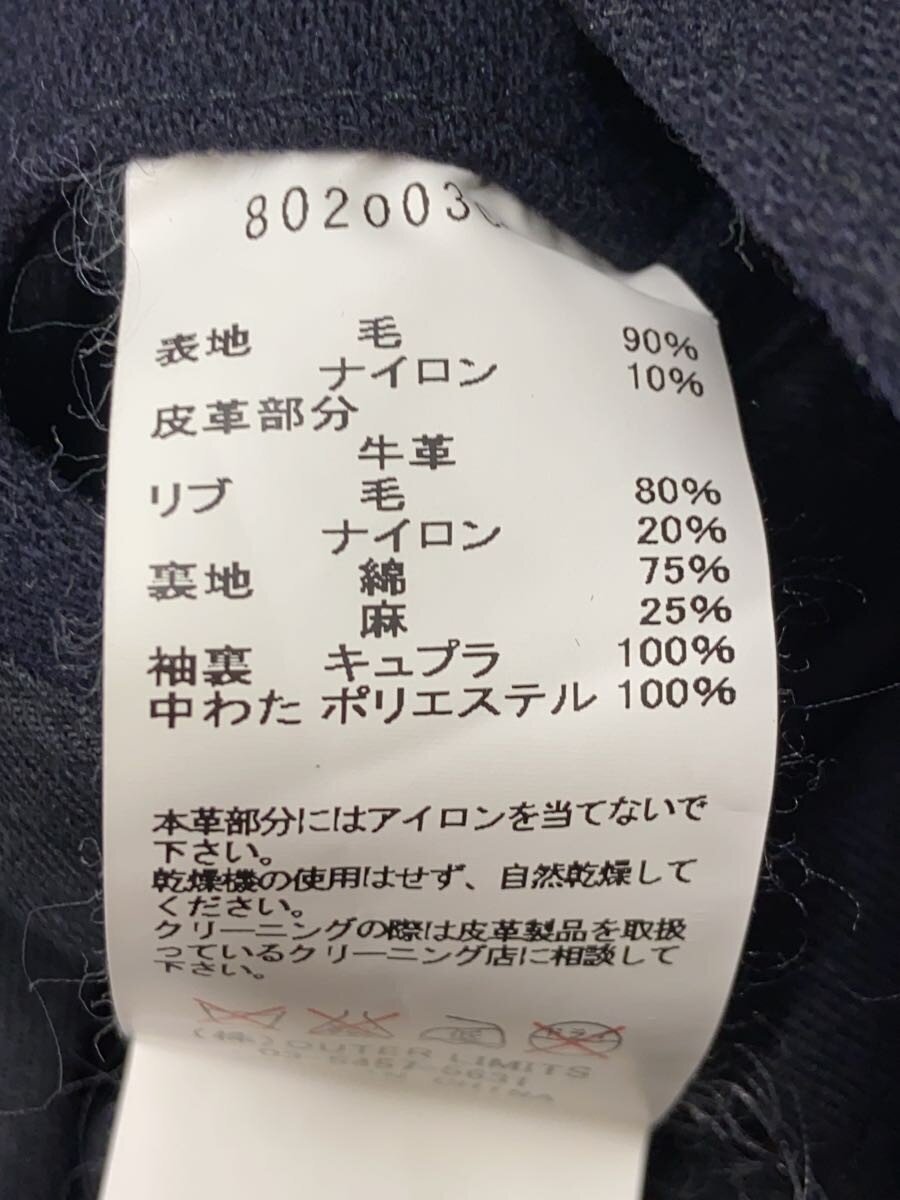 802o03
表地 毛 90%
ナイロン 10%
皮革部分
牛革
リブ 毛 80%
ナイロン 20%
裏地 綿 75%
麻 25%
袖裏 キュプラ 100%
中わた ポリエステル 100%
本革部分にはアイロンを当てないで
下さい。
乾燥機の使用はせず、自然乾燥して
ください。
クリーニングの際は皮革製品を取扱
っているクリーニング店に相談して
下さい。
低 ドライ
(株)OUTER LIMITS
CHINA